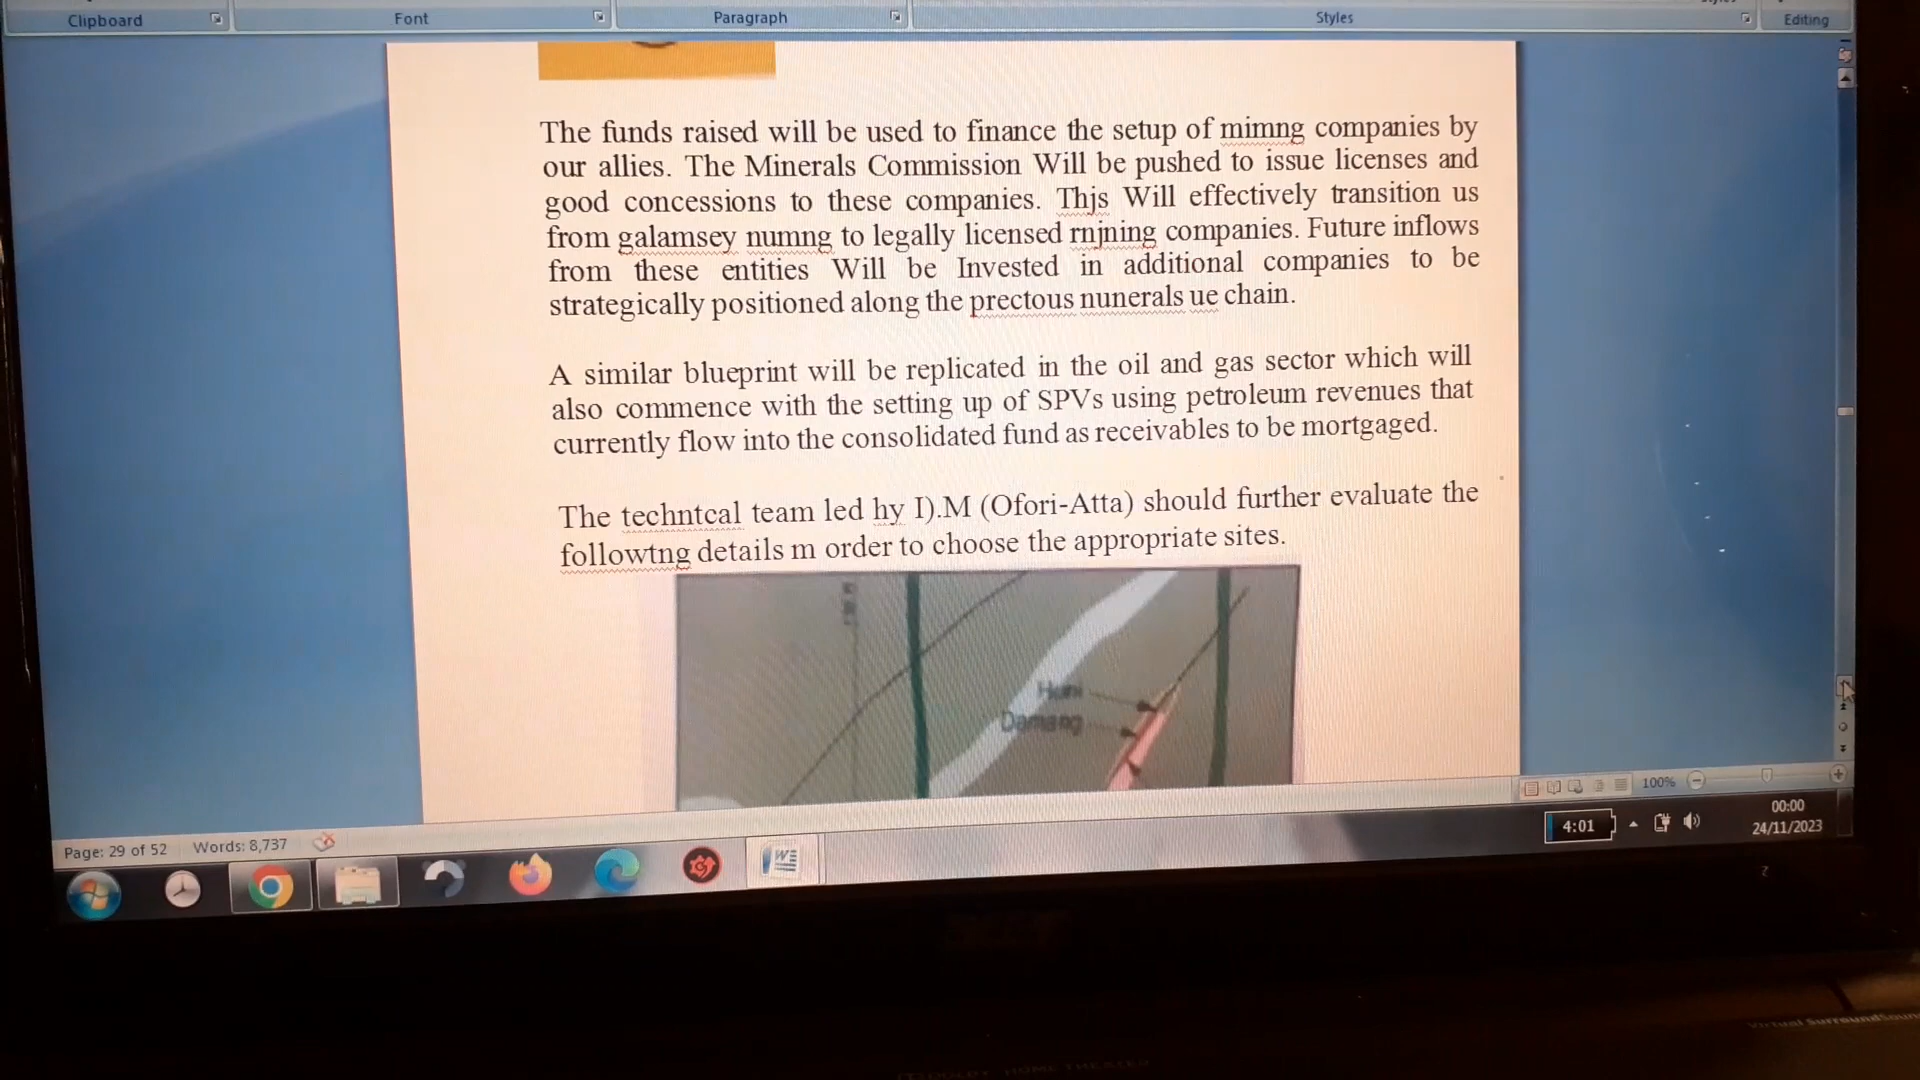 Clipboard
Font
Paragraph
Styles
Editing
The funds raised will be used to finance the setup of mimng companies by
our allies. The Minerals Commission Will be pushed to issue licenses and
good concessions to these companies. Thjs Will effectively transition us
from galamsey numng to legally licensed rnjning companies. Future inflows
from these entities Will be Invested in additional companies to be
strategically positioned along the prectous nunerals ue chain.
A similar blueprint will be replicated in the oil and gas sector which will
also commence with the setting up of SPVs using petroleum revenues that
currently flow into the consolidated fund as receivables to be mortgaged.
The techntcal team led hy I).M (Ofori-Atta) should further evaluate the
followtng details m order to choose the appropriate sites.
Huni
Damang
100%
Page: 29 of 52
Words: 8,737
4:01
00:00
24/11/2023
Virtual SurroundSound